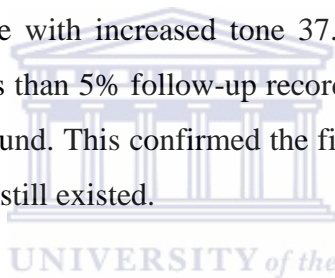 e with increased tone 37.
s than 5% follow-up record
und. This confirmed the fi
still existed.
UNIVERSITY of the